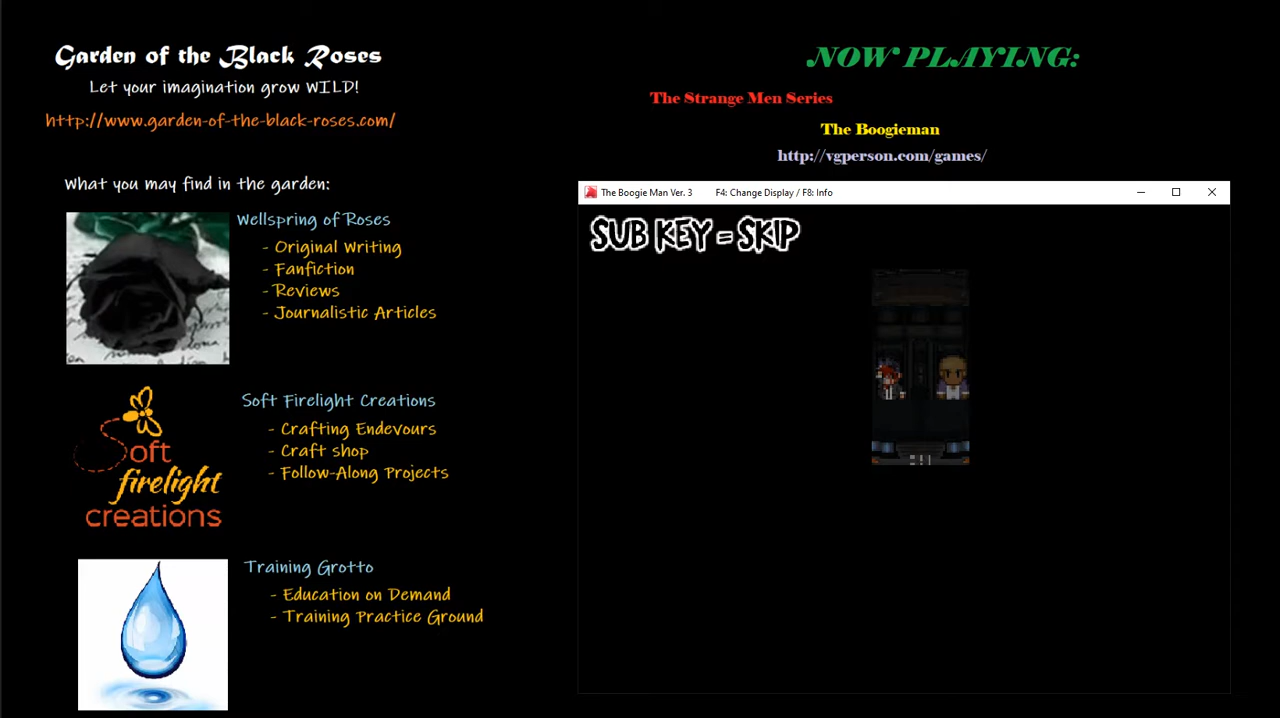 Garden of the Black Roses
Let your imagination grow WILD!
http://www.garden-of-the-black-roses.com/
What you may find in the garden:
Wellspring of Roses
- Original Writing
- Fanfiction
- Reviews
- Journalistic Articles
Soft Firelight Creations
- Crafting Endevours
- Craft shop
- Follow-Along Projects
Soft
firelight
creations
Training Grotto
- Education on Demand
- Training Practice Ground
NOW PLAYING:
The Strange Men Series
The Boogieman
http://vgperson.com/games/
The Boogie Man Ver. 3 F4: Change Display / F8: Info
SUB KEY = SKIP